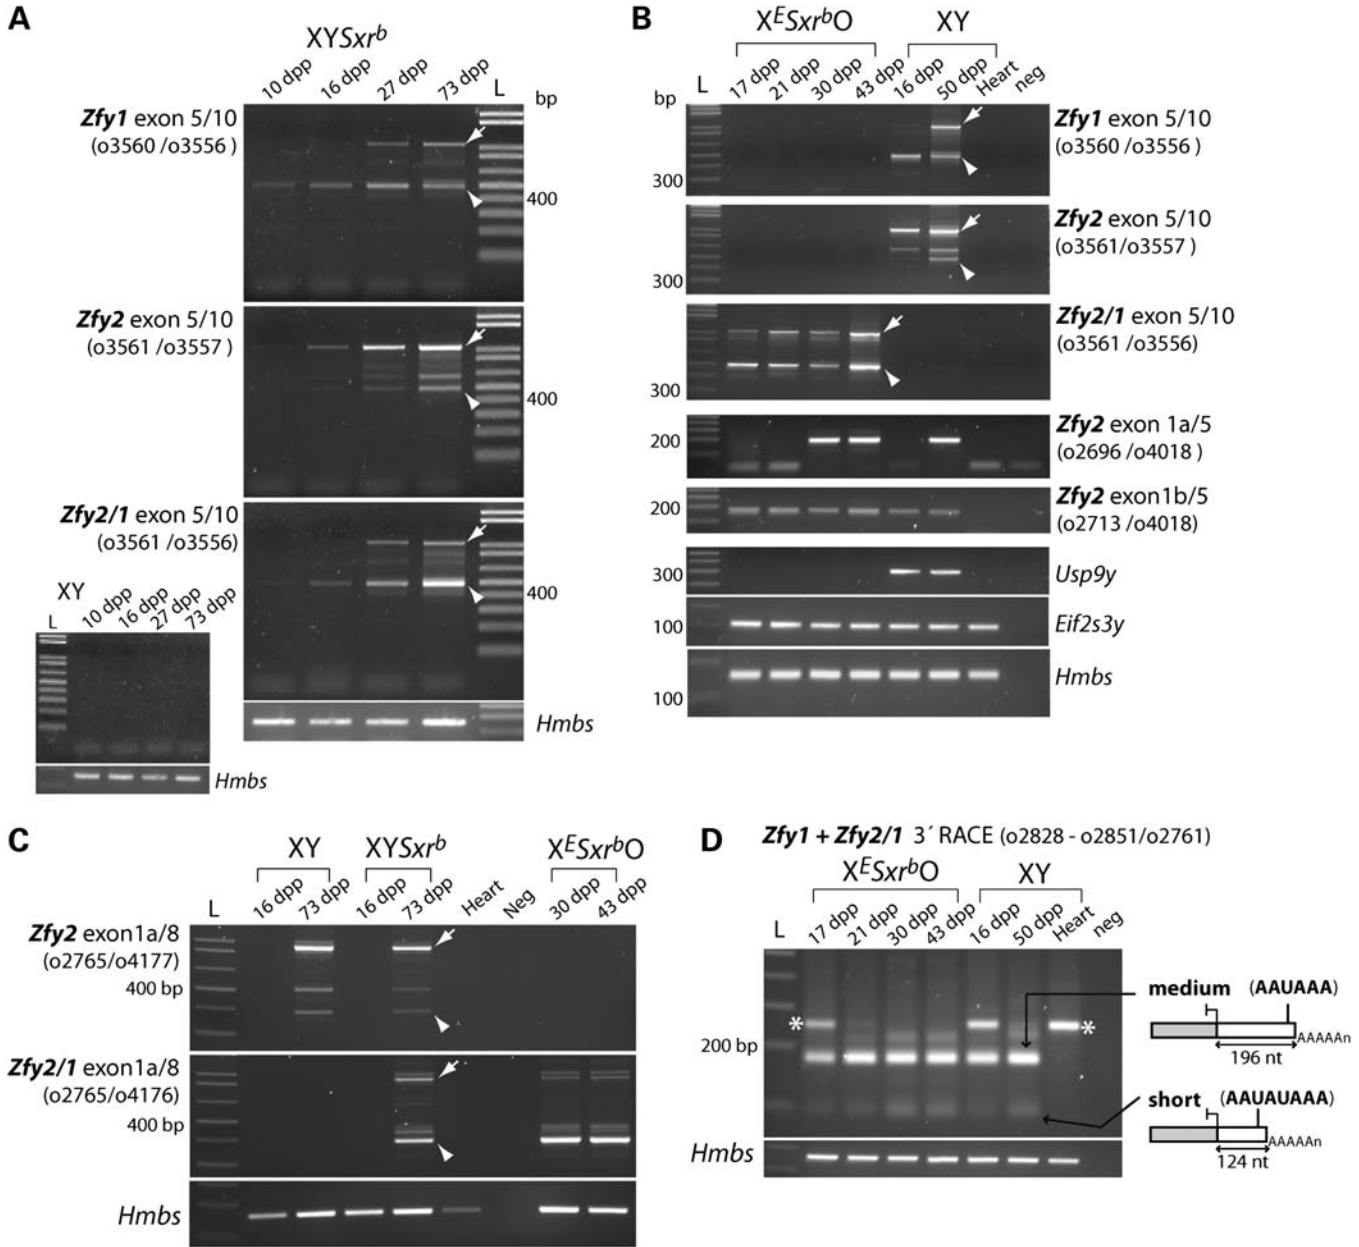 A
XYSxrᵇ
10 dpp 16 dpp 27 dpp 73 dpp L
bp
Zfy1 exon 5/10
(o3560 /o3556 )
400
Zfy2 exon 5/10
(o3561 /o3557 )
400
Zfy2/1 exon 5/10
(o3561 /o3556)
400
Hmbs
XY
L 10 dpp 16 dpp 27 dpp 73 dpp
Hmbs
B
XᴱSxrᵇO XY
L 17 dpp 21 dpp 30 dpp 43 dpp 16 dpp 50 dpp Heart neg
bp
Zfy1 exon 5/10
(o3560 /o3556 )
300
Zfy2 exon 5/10
(o3561/o3557 )
300
Zfy2/1 exon 5/10
(o3561 /o3556)
300
Zfy2 exon 1a/5
200
(o2696 /o4018 )
Zfy2 exon1b/5
200
(o2713 /o4018)
300
Usp9y
100
Eif2s3y
Hmbs
100
C
XY XYSxrᵇ XᴱSxrᵇO
L 16 dpp 73 dpp 16 dpp 73 dpp Heart Neg 30 dpp 43 dpp
Zfy2 exon1a/8
(o2765/o4177)
400 bp
Zfy2/1 exon1a/8
(o2765/o4176)
400 bp
Hmbs
D
Zfy1 + Zfy2/1 3´ RACE (o2828 - o2851/o2761)
XᴱSxrᵇO XY
L 17 dpp 21 dpp 30 dpp 43 dpp 16 dpp 50 dpp Heart neg
* *
200 bp
medium (AAUAAA)
AAAAAn
196 nt
short (AAUAUAAA)
AAAAAn
124 nt
Hmbs